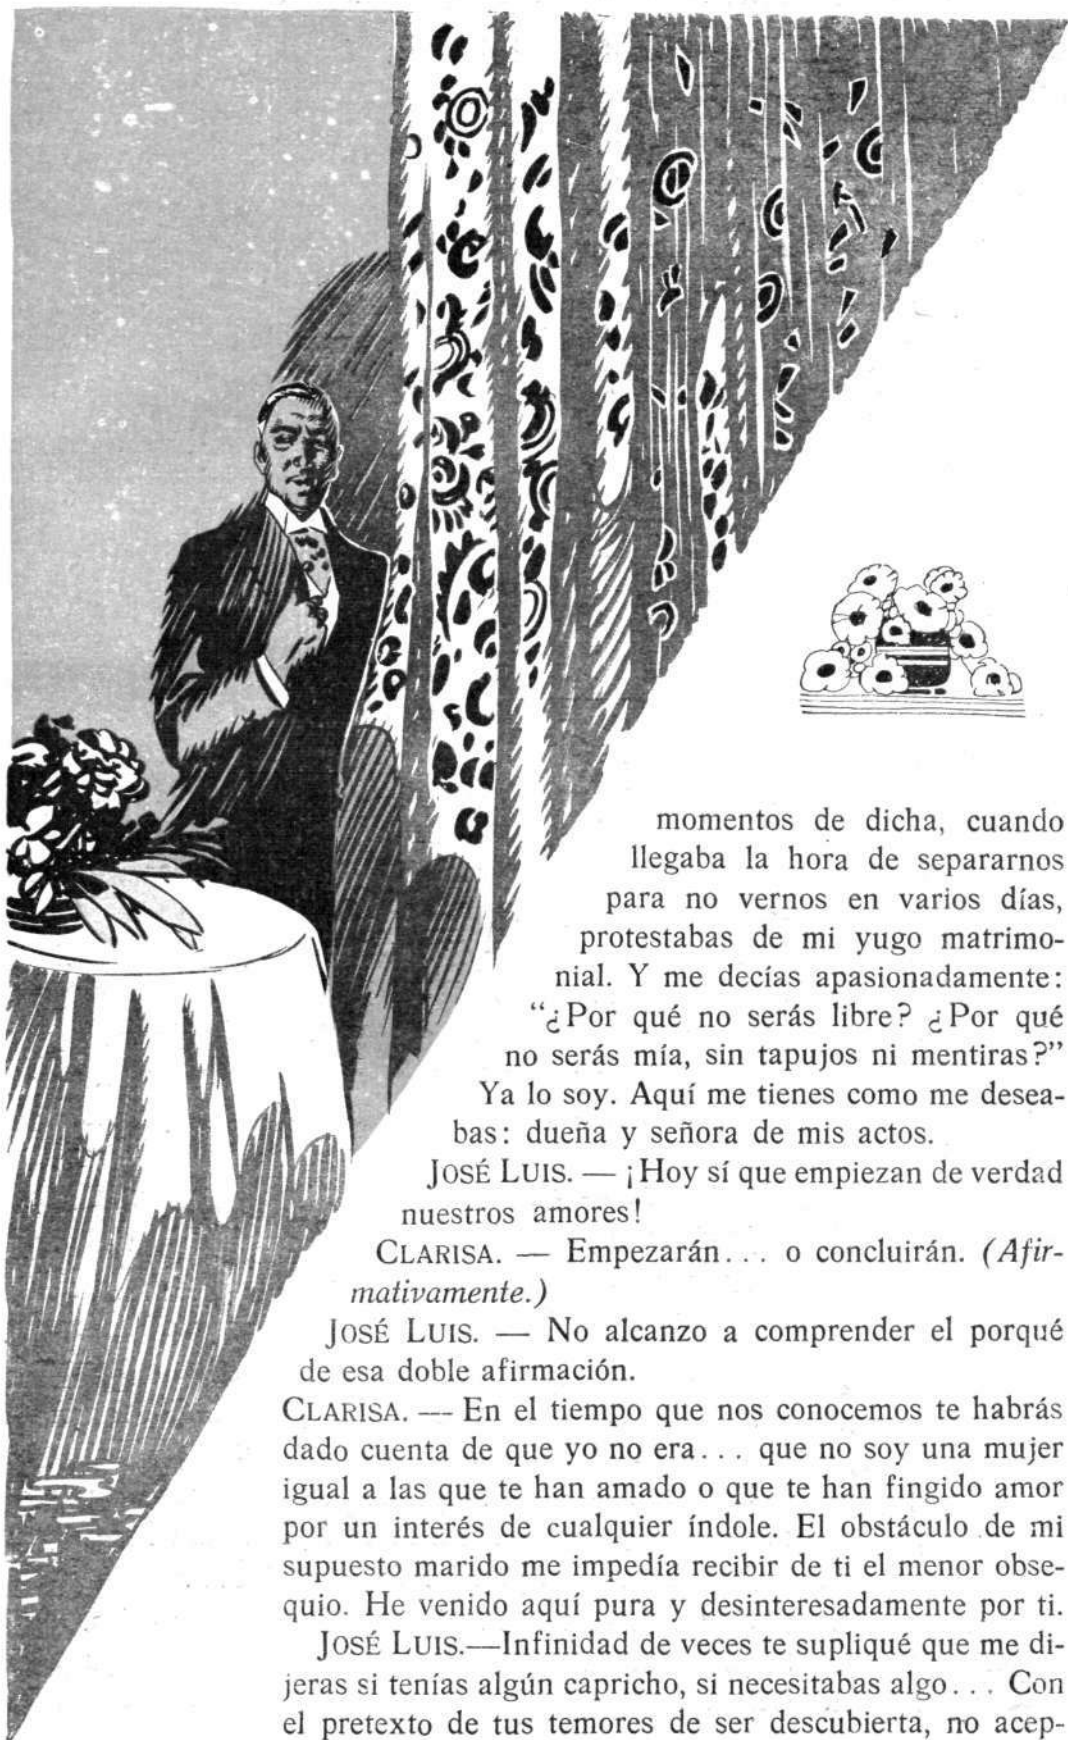 momentos de dicha, cuando
llegaba la hora de separarnos
para no vernos en varios días,
protestabas de mi yugo matrimo-
nial. Y me decías apasionadamente:
“¿Por qué no serás libre? ¿Por qué
no serás mía, sin tapujos ni mentiras?”
Ya lo soy. Aquí me tienes como me desea-
bas: dueña y señora de mis actos.
JOSÉ LUIS. — ¡Hoy sí que empiezan de verdad
nuestros amores!
CLARISA. — Empezarán... o concluirán. (Afir-
mativamente.)
JOSÉ LUIS. — No alcanzo a comprender el porqué
de esa doble afirmación.
CLARISA. — En el tiempo que nos conocemos te habrás
dado cuenta de que yo no era... que no soy una mujer
igual a las que te han amado o que te han fingido amor
por un interés de cualquier índole. El obstáculo de mi
supuesto marido me impedía recibir de ti el menor obse-
quio. He venido aquí pura y desinteresadamente por ti.
JOSÉ LUIS.—Infinidad de veces te supliqué que me di-
jeras si tenías algún capricho, si necesitabas algo... Con
el pretexto de tus temores de ser descubierta, no acep-